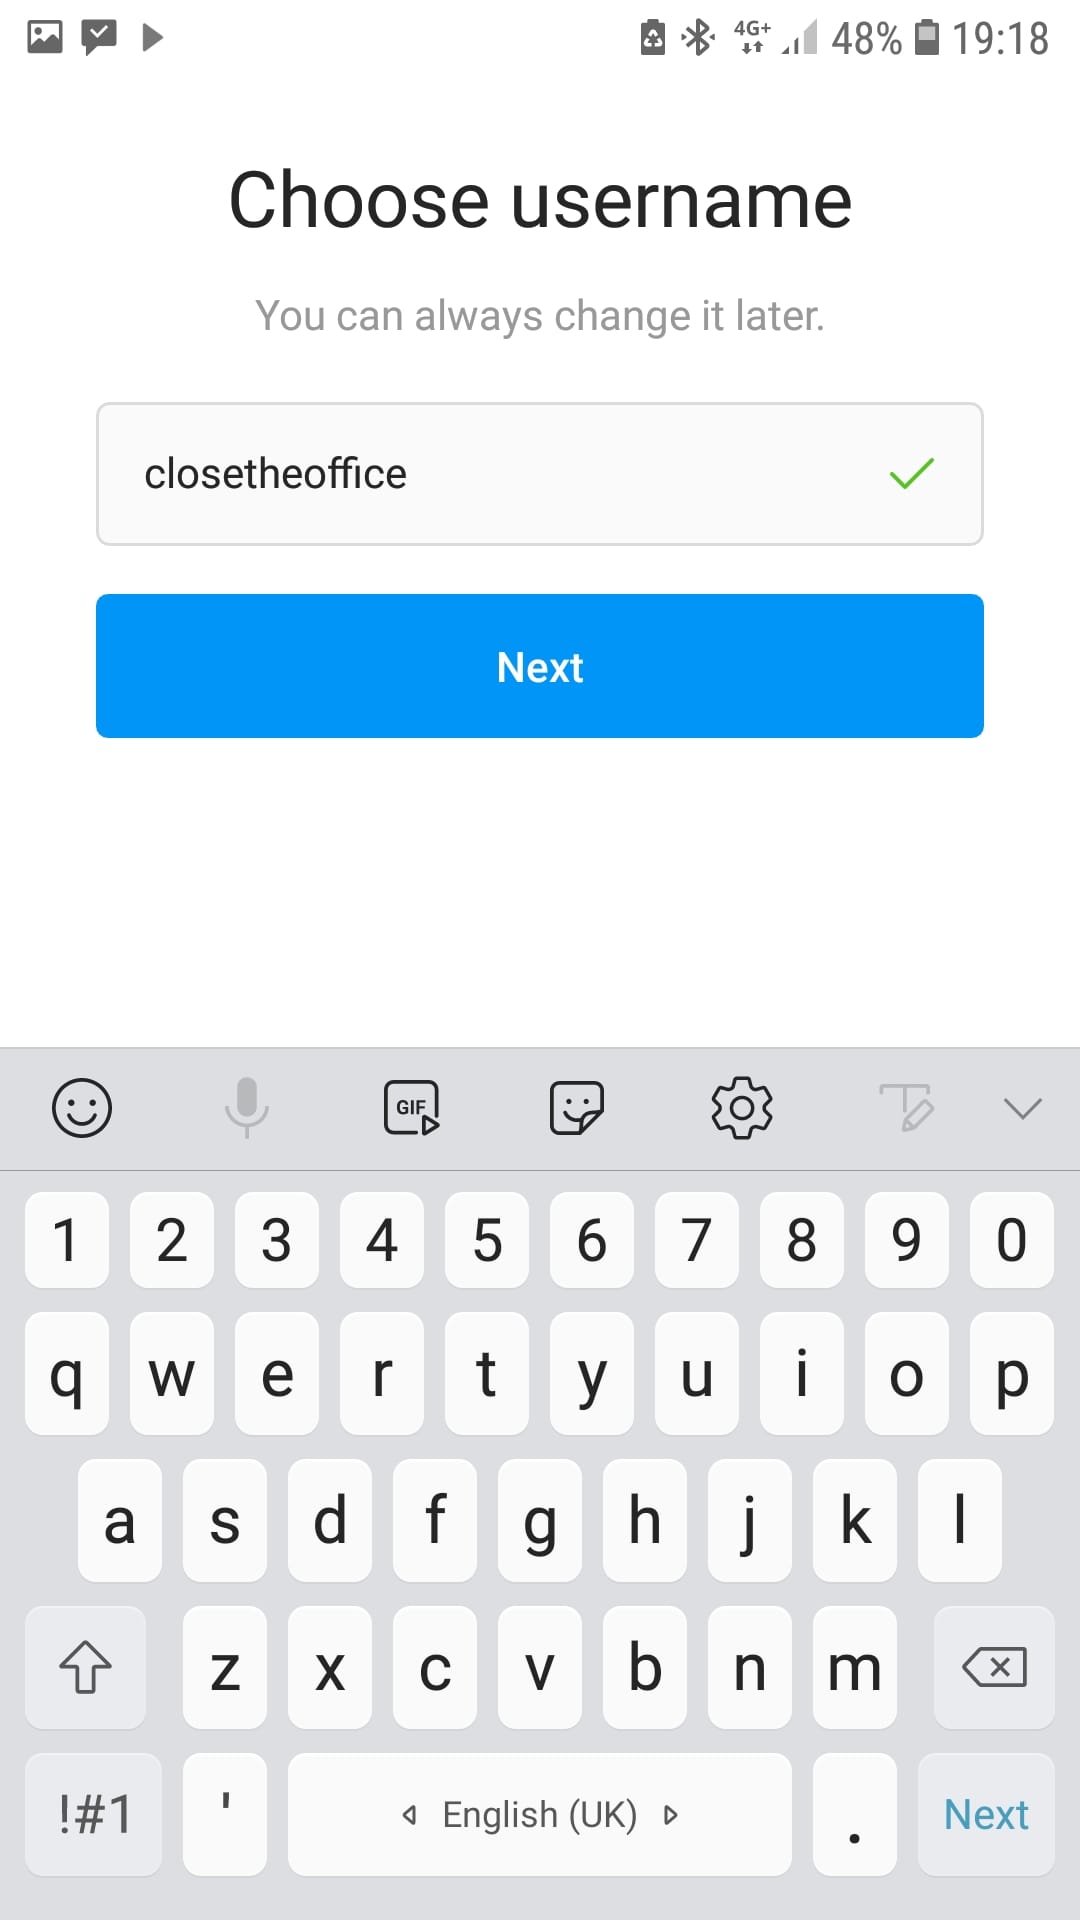 4G+ 48% 19:18
Choose username
You can always change it later.
closetheoffice
Next
GIF
1 2 3 4 5 6 7 8 9 0
q w e r t y u i o p
a s d f g h j k l
z x c v b n m
!#1 ' English (UK) . Next